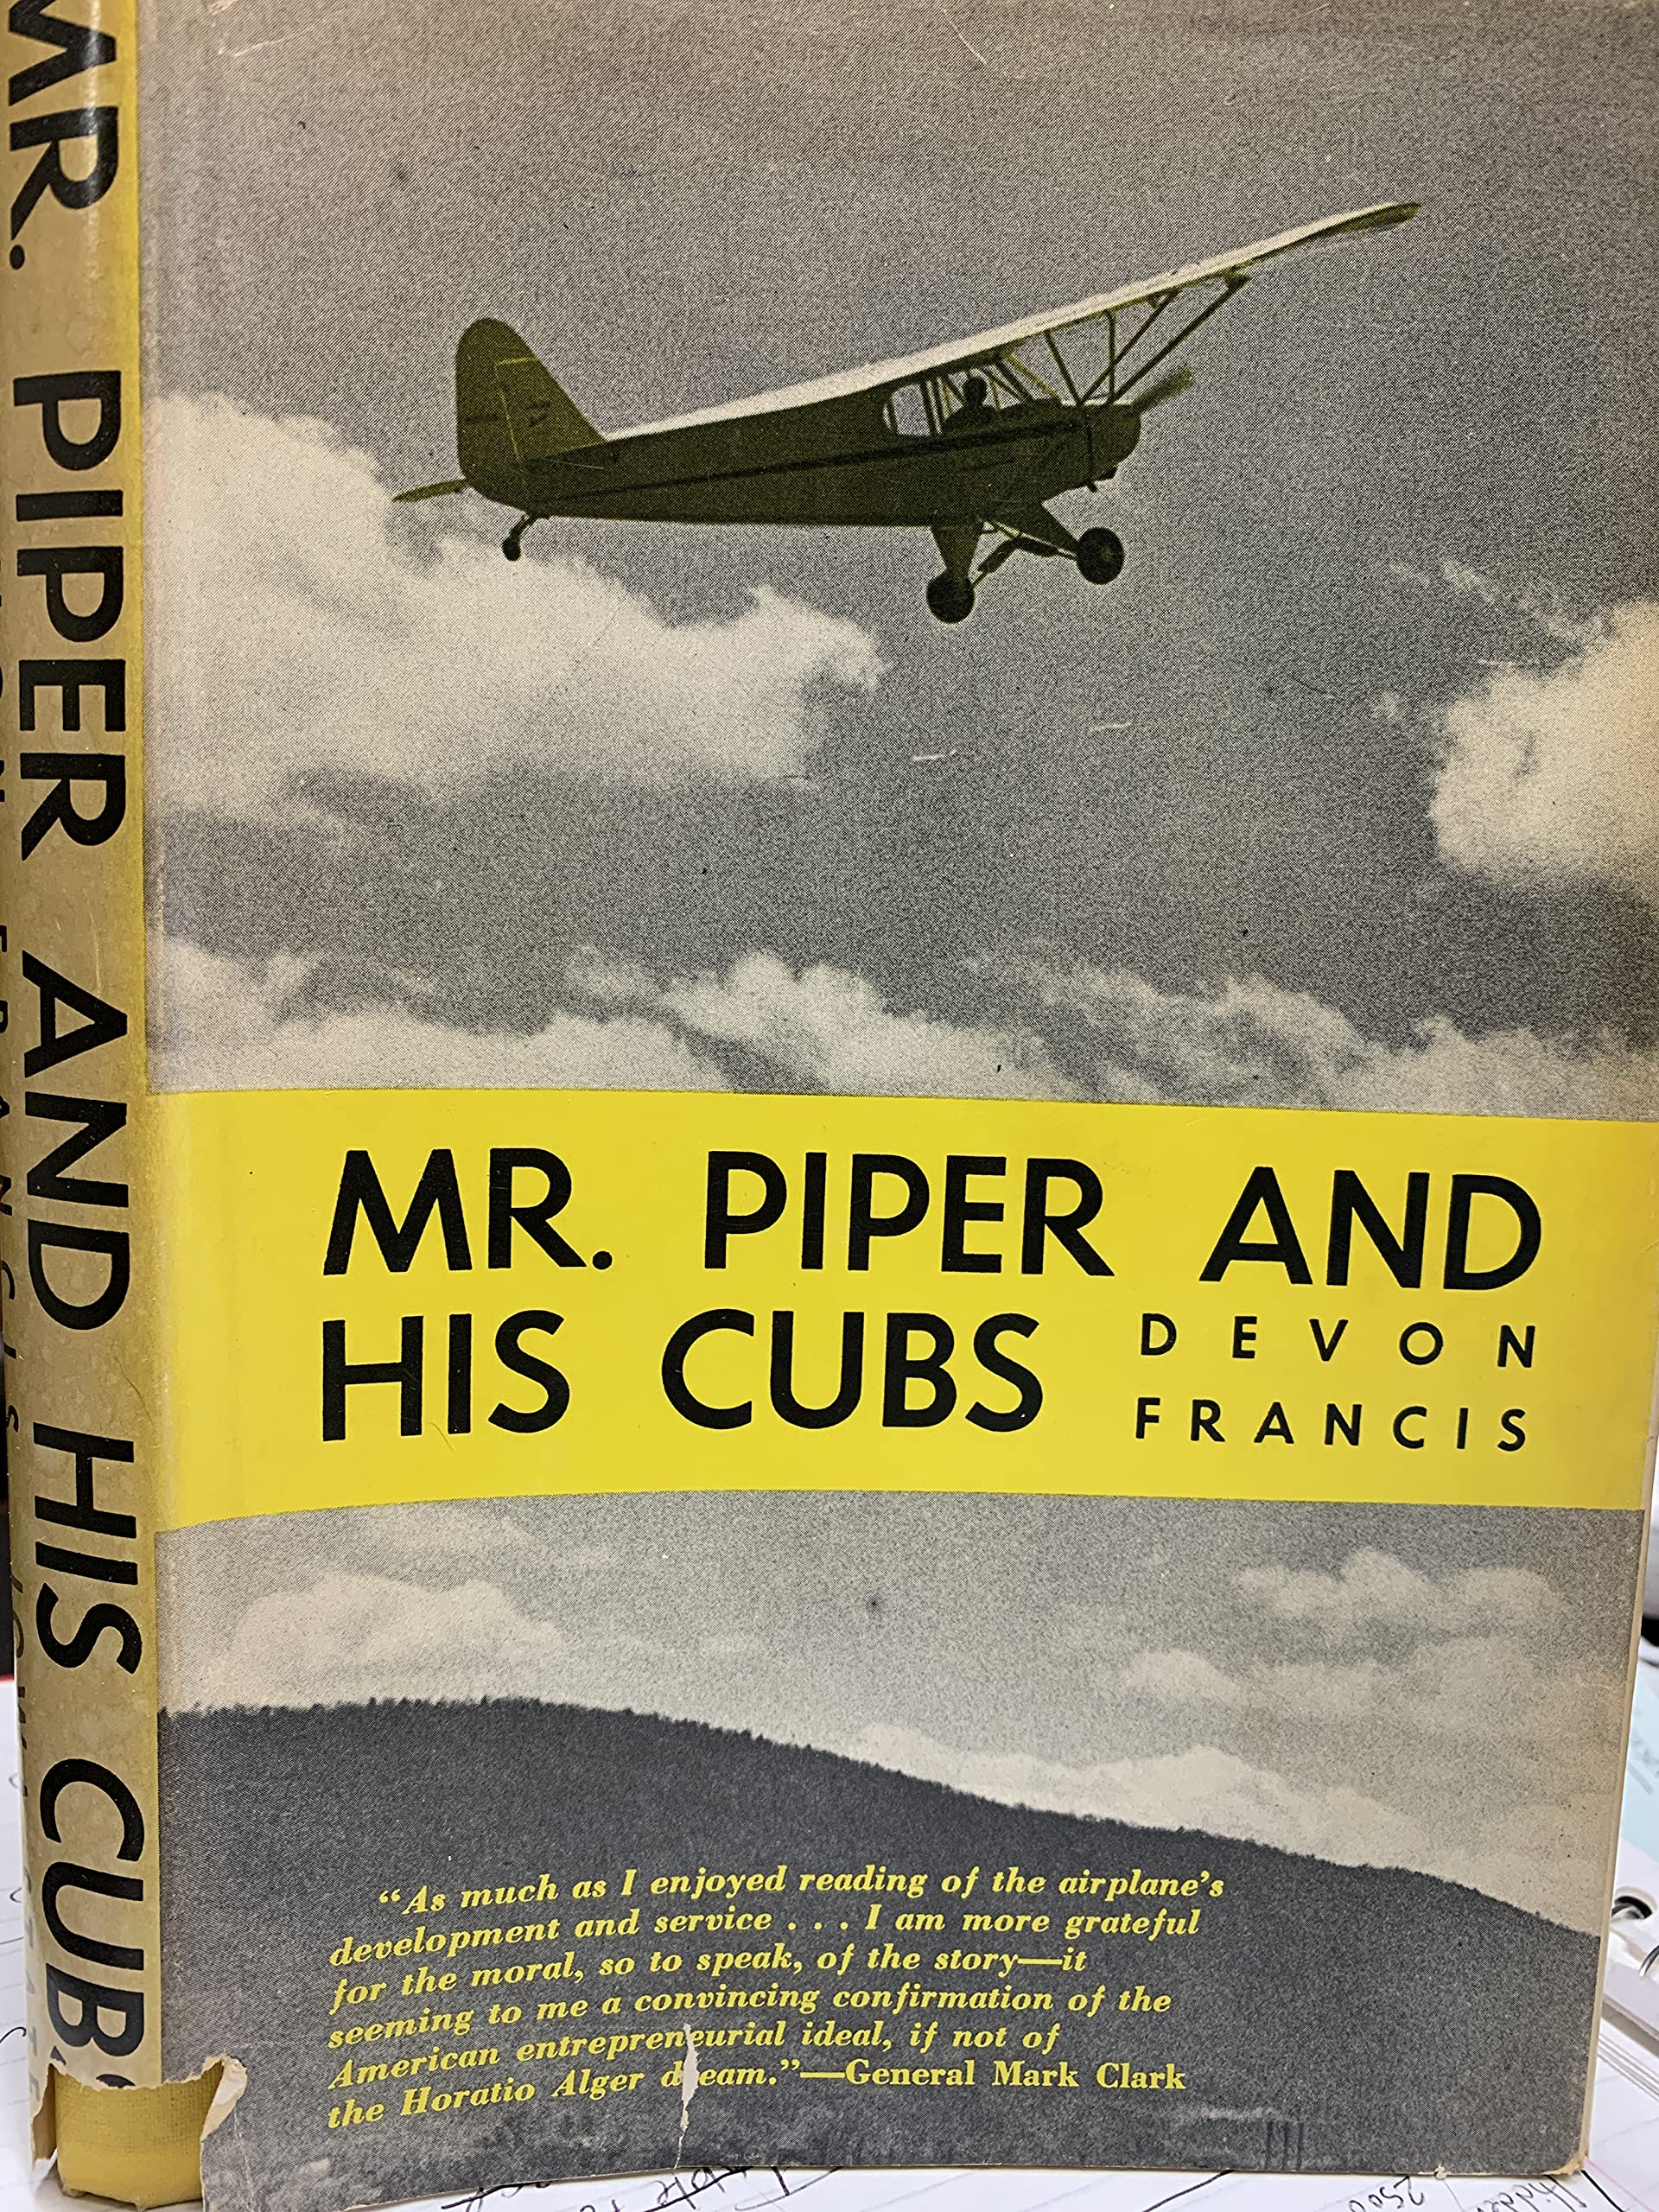 MR. PIPER AND HIS CUBS
MR. PIPER AND
HIS CUBS
DEVON
FRANCIS
“As much as I enjoyed reading of the airplane’s
development and service . . . I am more grateful
for the moral, so to speak, of the story—it
seeming to me a convincing confirmation of the
American entrepreneurial ideal, if not of
the Horatio Alger dream.”—General Mark Clark
2500